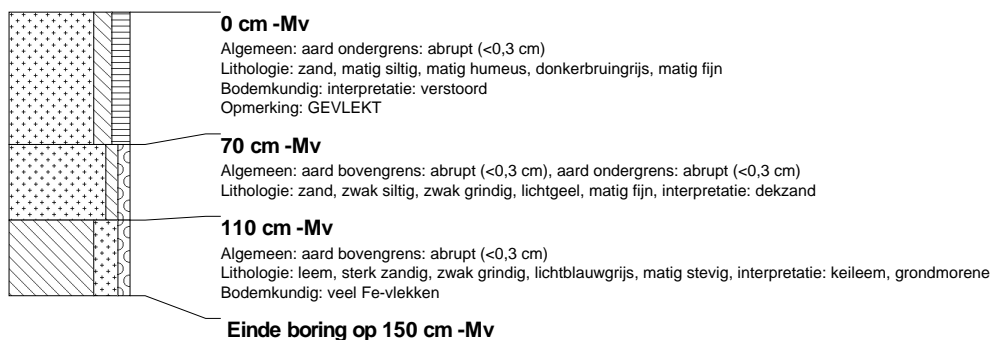 0 cm -Mv
Algemeen: aard ondergrens: abrupt (<0,3 cm)
Lithologie: zand, matig siltig, matig humeus, donkerbruingrijs, matig fijn
Bodemkundig: interpretatie: verstoord
Opmerking: GEVLEKT
70 cm -Mv
Algemeen: aard bovengrens: abrupt (<0,3 cm), aard ondergrens: abrupt (<0,3 cm)
Lithologie: zand, zwak siltig, zwak grindig, lichtgeel, matig fijn, interpretatie: dekzand
110 cm -Mv
Algemeen: aard bovengrens: abrupt (<0,3 cm)
Lithologie: leem, sterk zandig, zwak grindig, lichtblauwgrijs, matig stevig, interpretatie: keileem, grondmorene
Bodemkundig: veel Fe-vlekken
Einde boring op 150 cm -Mv